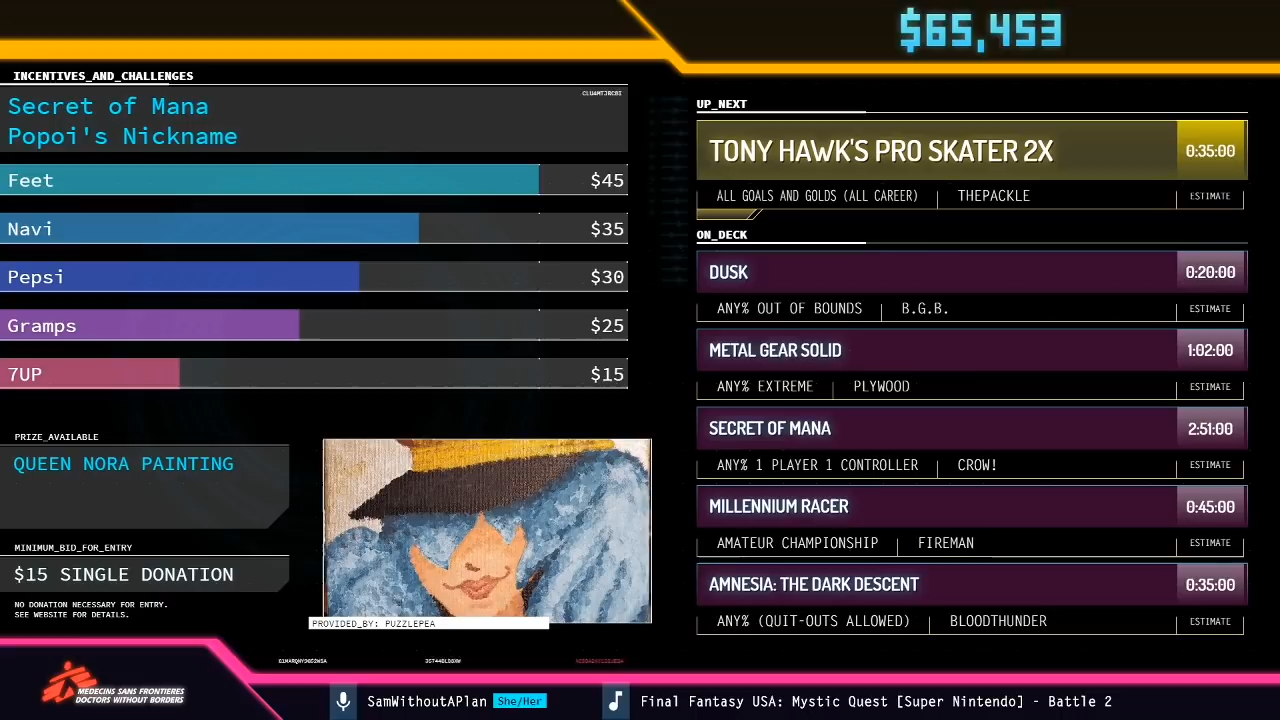 $65,453
INCENTIVES_AND_CHALLENGES
Secret of Mana
Popoi's Nickname
Feet $45
Navi $35
Pepsi $30
Gramps $25
7UP $15
PRIZE_AVAILABLE
QUEEN NORA PAINTING
MINIMUM_BID_FOR_ENTRY
$15 SINGLE DONATION
NO DONATION NECESSARY FOR ENTRY.
SEE WEBSITE FOR DETAILS.
PROVIDED_BY: PUZZLEPEA
UP_NEXT
TONY HAWK'S PRO SKATER 2X 0:35:00
ALL GOALS AND GOLDS (ALL CAREER) THEPACKLE ESTIMATE
ON_DECK
DUSK 0:20:00
ANY% OUT OF BOUNDS B.G.B. ESTIMATE
METAL GEAR SOLID 1:02:00
ANY% EXTREME PLYWOOD ESTIMATE
SECRET OF MANA 2:51:00
ANY% 1 PLAYER 1 CONTROLLER CROW! ESTIMATE
MILLENNIUM RACER 0:45:00
AMATEUR CHAMPIONSHIP FIREMAN ESTIMATE
AMNESIA: THE DARK DESCENT 0:35:00
ANY% (QUIT-OUTS ALLOWED) BLOODTHUNDER ESTIMATE
MEDECINS SANS FRONTIERES
DOCTORS WITHOUT BORDERS
SamWithoutAPlan She/Her
Final Fantasy USA: Mystic Quest [Super Nintendo] - Battle 2